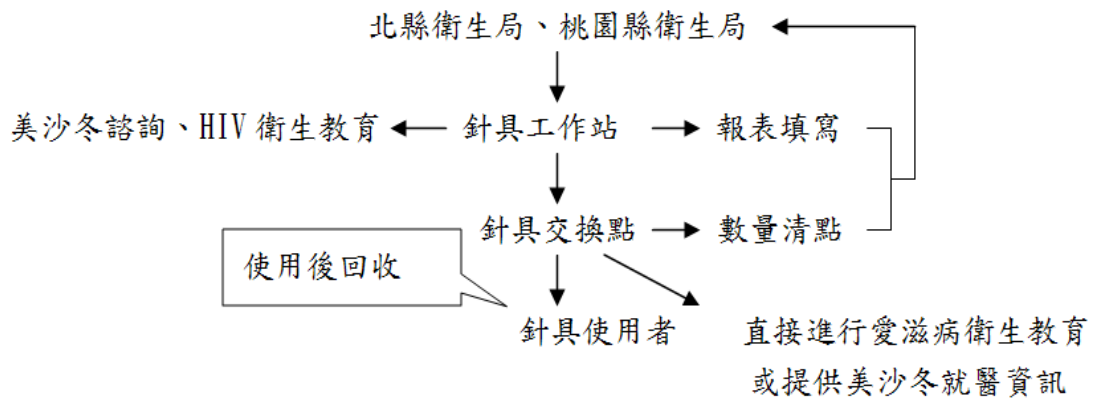 北縣衛生局、桃園縣衛生局
美沙冬諮詢、HIV 衛生教育
針具工作站
報表填寫
針具交換點
數量清點
使用後回收
針具使用者
直接進行愛滋病衛生教育
或提供美沙冬就醫資訊